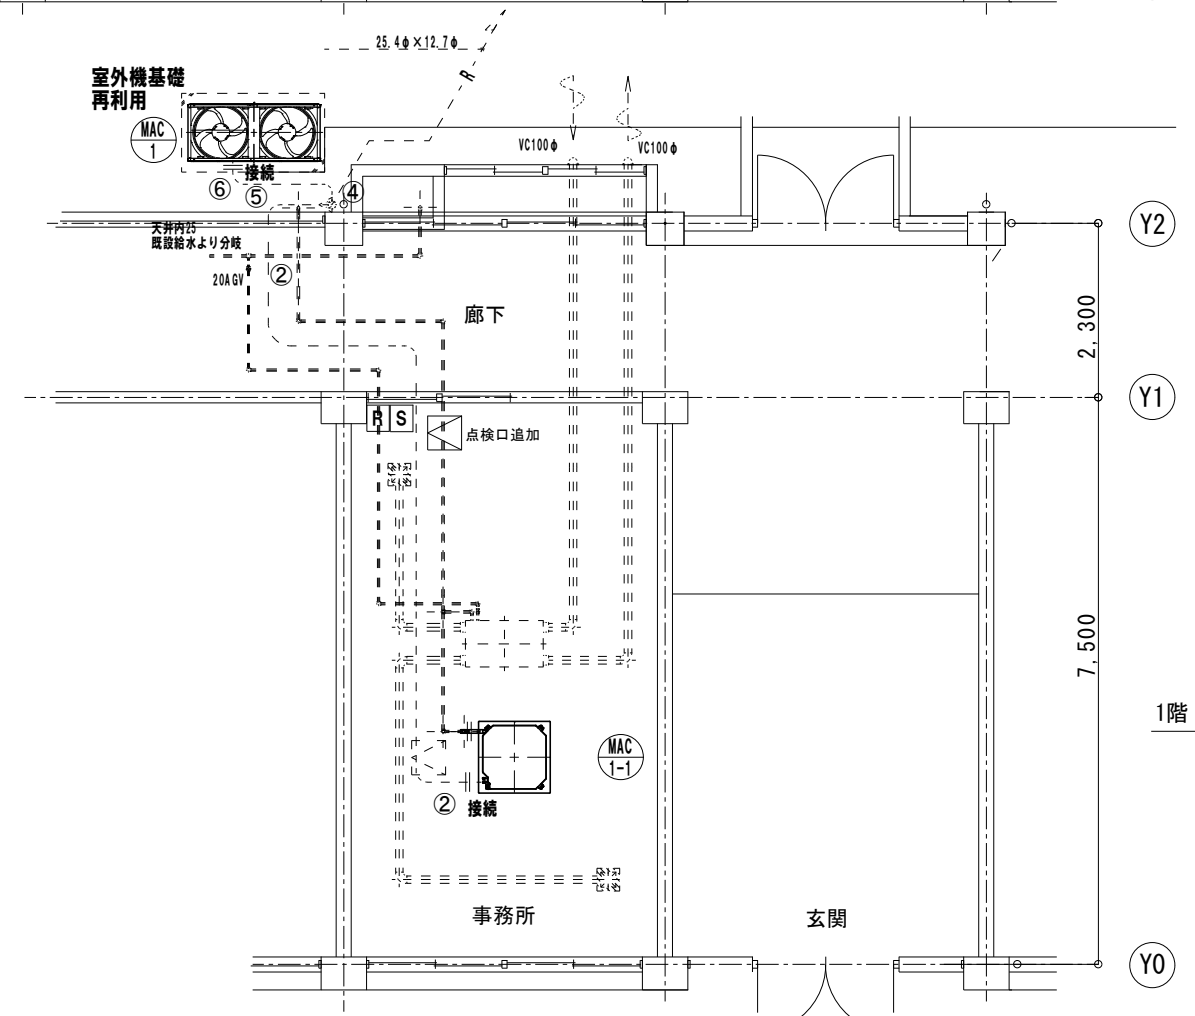 25.4φ×12.7φ
R
室外機基礎
再利用
MAC
1
VC100φ
VC100φ
接続
⑥
⑤
④
天井内25
既設給水より分岐
Y2
20AGV
②
廊下
2,300
Y1
R
S
点検口追加
7,500
1階
MAC
1-1
②
接続
事務所
玄関
Y0